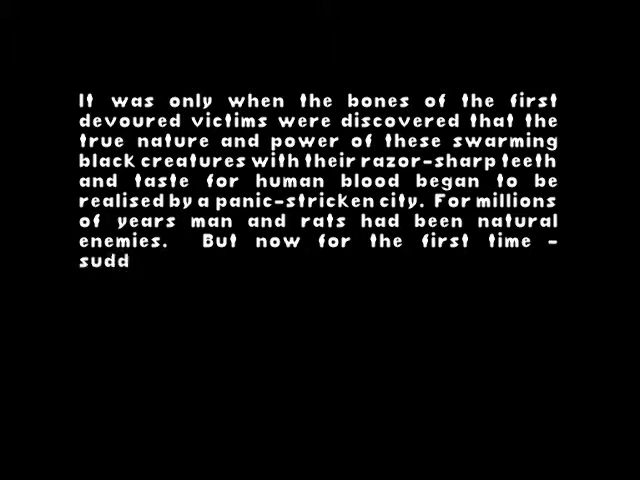 It was only when the bones of the first
devoured victims were discovered that the
true nature and power of these swarming
black creatures with their razor-sharp teeth
and taste for human blood began to be
realised by a panic-stricken city. For millions
of years man and rats had been natural
enemies. But now for the first time -
sudd